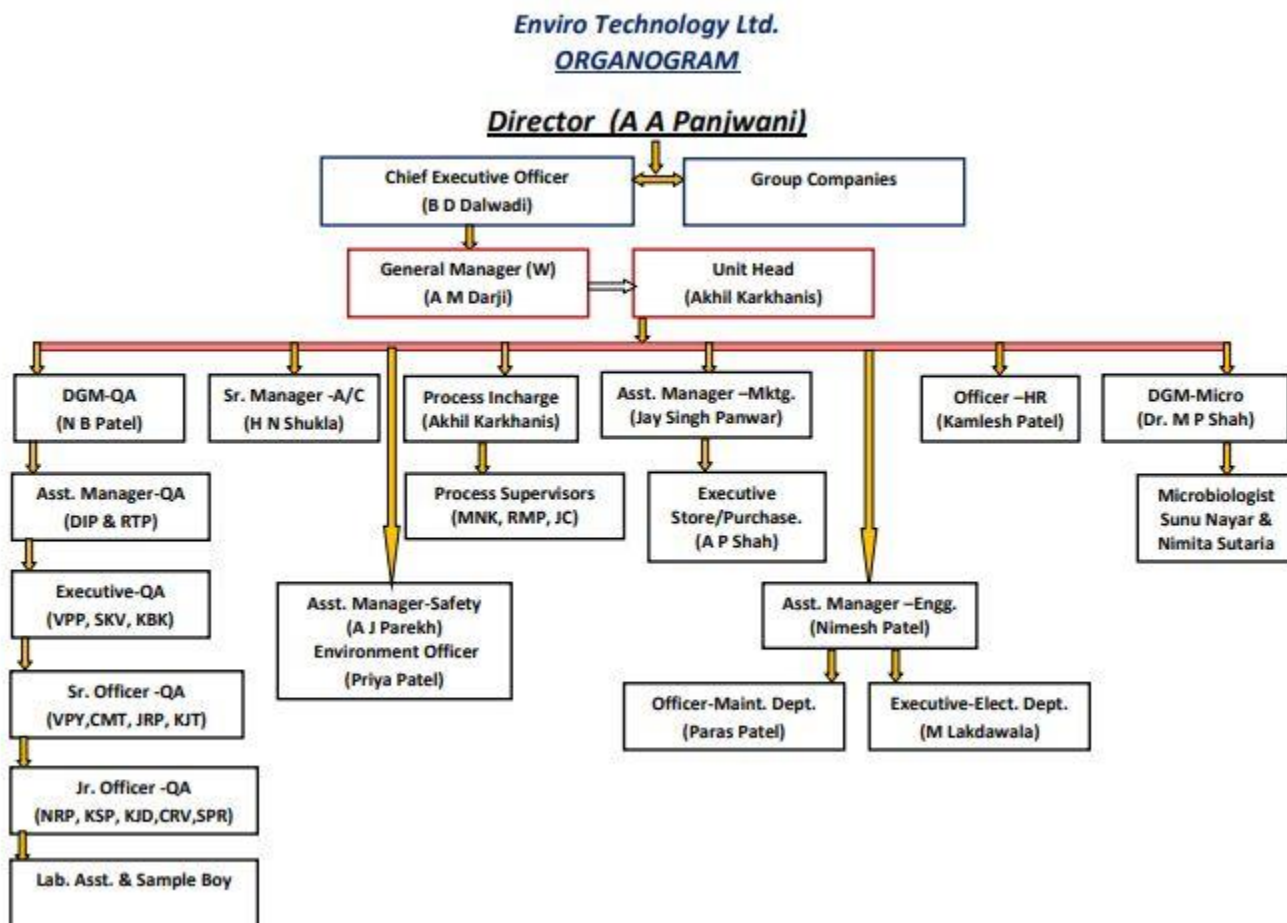 Enviro Technology Ltd.
ORGANOGRAM
Director (A A Panjwani)
Chief Executive Officer
(B D Dalwadi)
Group Companies
General Manager (W)
(A M Darji)
Unit Head
(Akhil Karkhanis)
DGM-QA
(N B Patel)
Sr. Manager -A/C
(H N Shukla)
Process Incharge
(Akhil Karkhanis)
Asst. Manager –Mktg.
(Jay Singh Panwar)
Officer –HR
(Kamlesh Patel)
DGM-Micro
(Dr. M P Shah)
Asst. Manager-QA
(DIP & RTP)
Process Supervisors
(MNK, RMP, JC)
Executive
Store/Purchase.
(A P Shah)
Microbiologist
Sunu Nayar &
Nimita Sutaria
Executive-QA
(VPP, SKV, KBK)
Asst. Manager-Safety
(A J Parekh)
Environment Officer
(Priya Patel)
Asst. Manager –Engg.
(Nimesh Patel)
Sr. Officer -QA
(VPY,CMT, JRP, KJT)
Officer-Maint. Dept.
(Paras Patel)
Executive-Elect. Dept.
(M Lakdawala)
Jr. Officer -QA
(NRP, KSP, KJD,CRV,SPR)
Lab. Asst. & Sample Boy